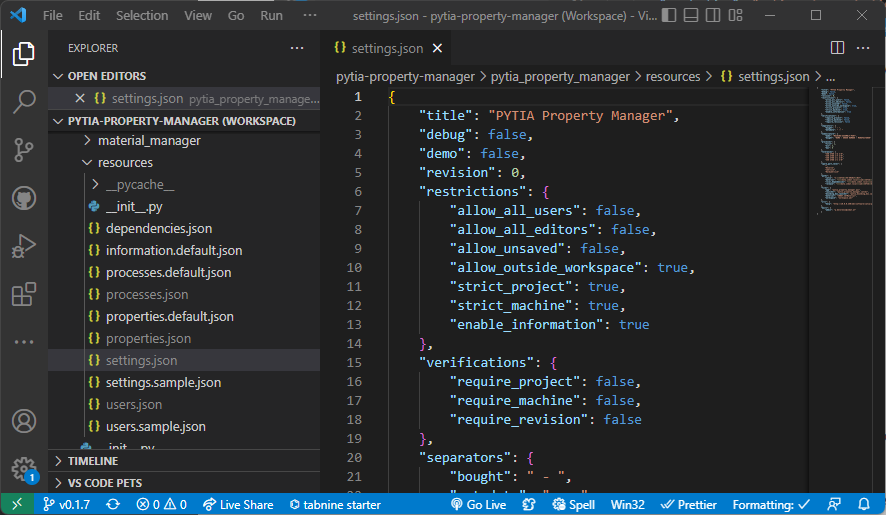 File Edit Selection View Go Run ··· settings.json - pytia-property-manager (Workspace) - Vi...
EXPLORER ···
OPEN EDITORS
settings.json pytia_property_manage...
PYTIA-PROPERTY-MANAGER (WORKSPACE)
material_manager
resources
__pycache__
__init__.py
{} dependencies.json
{} information.default.json
{} processes.default.json
{} processes.json
{} properties.default.json
{} properties.json
{} settings.json
{} settings.sample.json
{} users.json
{} users.sample.json
__init__.py
TIMELINE
VS CODE PETS
1
{} settings.json
···
pytia-property-manager > pytia_property_manager > resources > {} settings.json > ...
1 {
2 "title": "PYTIA Property Manager",
3 "debug": false,
4 "demo": false,
5 "revision": 0,
6 "restrictions": {
7 "allow_all_users": false,
8 "allow_all_editors": false,
9 "allow_unsaved": false,
10 "allow_outside_workspace": true,
11 "strict_project": true,
12 "strict_machine": true,
13 "enable_information": true
14 },
15 "verifications": {
16 "require_project": false,
17 "require_machine": false,
18 "require_revision": false
19 },
20 "separators": {
21 "bought": " - ",
v0.1.7 0 0 Live Share tabnine starter Go Live Spell Win32 Prettier Formatting: